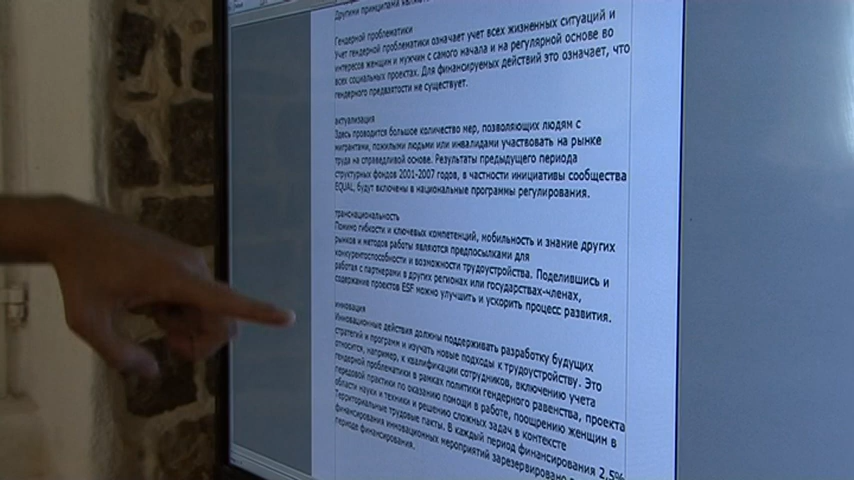 Другими принципами
Гендерной проблематики
Учет гендерной проблематики означает учет всех жизненных ситуаций и
интересов женщин и мужчин с самого начала и на регулярной основе во
всех социальных проектах. Для финансируемых действий это означает, что
гендерного предвзятости не существует.
актуализация
Здесь проводится большое количество мер, позволяющих людям с
мигрантами, пожилыми людьми или инвалидами участвовать на рынке
труда на справедливой основе. Результаты предыдущего периода
структурных фондов 2001-2007 годов, в частности инициативы сообщества
EQUAL, будут включены в национальные программы регулирования.
транснациональность
Помимо гибкости и ключевых компетенций, мобильность и знание других
рынков и методов работы являются предпосылками для
конкурентоспособности и возможности трудоустройства. Поделившись и
работая с партнерами в других регионах или государствах-членах,
содержание проектов ESF можно улучшить и ускорить процесс развития.
инновация
Инновационные действия должны поддерживать разработку будущих
стратегий и программ и изучать новые подходы к трудоустройству. Это
относится, например, к квалификации сотрудников, включению учета
гендерной проблематики в рамках политики гендерного равенства, проекта
передовой практики по оказанию помощи в работе, поощрению женщин в
области науки и техники и решению сложных задач в контексте
Территориальные трудовые пакты. В каждый период финансирования 2,5%
финансирования инновационных мероприятий зарезервировано
периоде финансирования.